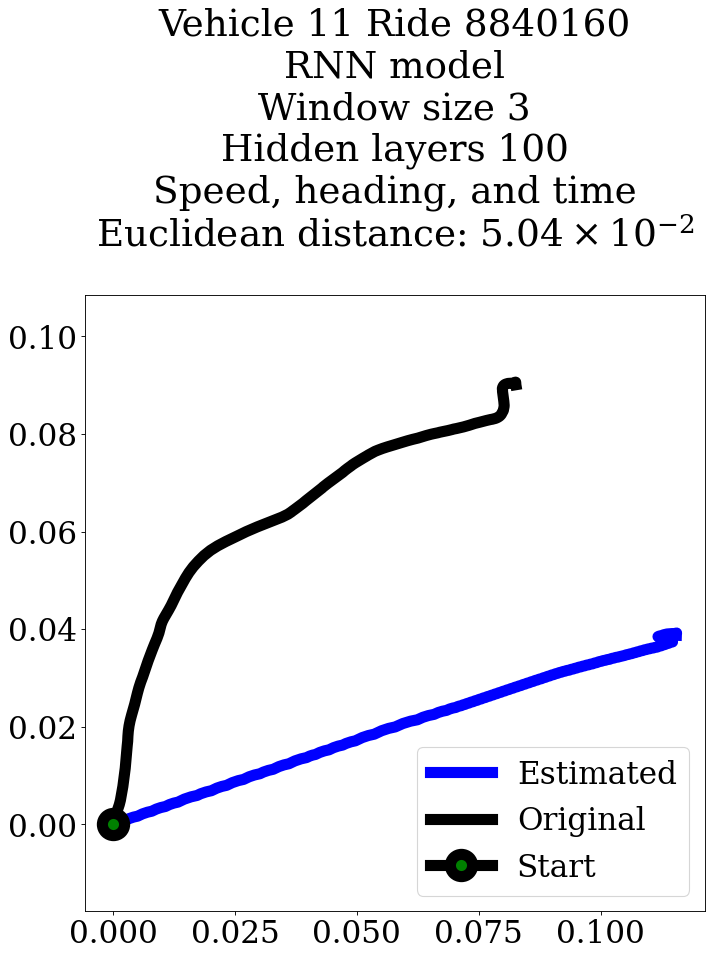 Vehicle 11 Ride 8840160
RNN model
Window size 3
Hidden layers 100
Speed, heading, and time
Euclidean distance: 5.04 × 10⁻²
0.10
0.08
0.06
0.04
0.02
0.00
Estimated
Original
Start
0.000 0.025 0.050 0.075 0.100